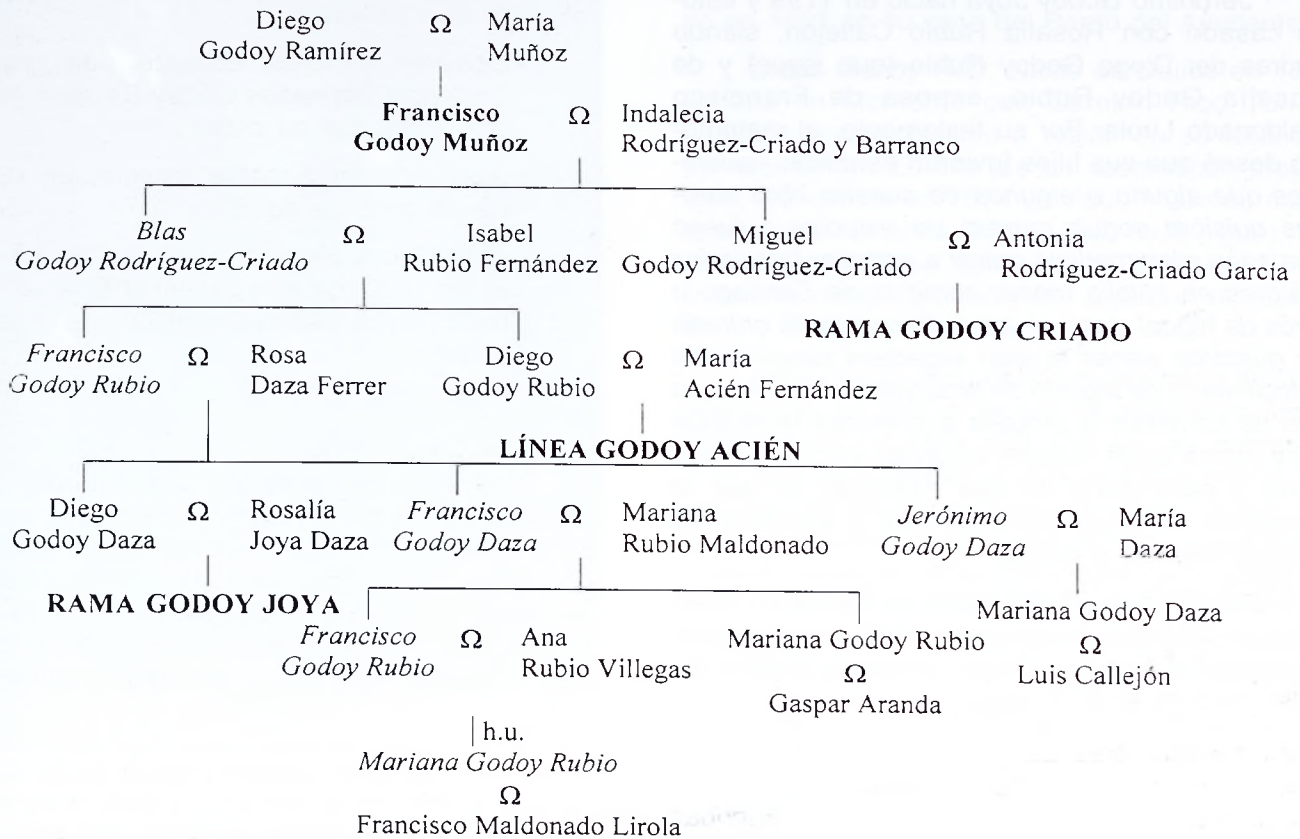 Diego Ω María
Godoy Ramírez Muñoz
Francisco Ω Indalecia
Godoy Muñoz Rodríguez-Criado y Barranco
Blas Ω Isabel Miguel Ω Antonia
Godoy Rodríguez-Criado Rubio Fernández Godoy Rodríguez-Criado Rodríguez-Criado García
RAMA GODOY CRIADO
Francisco Ω Rosa Diego Ω María
Godoy Rubio Daza Ferrer Godoy Rubio Acién Fernández
LÍNEA GODOY ACIÉN
Diego Ω Rosalía Francisco Ω Mariana Jerónimo Ω María
Godoy Daza Joya Daza Godoy Daza Rubio Maldonado Godoy Daza Daza
RAMA GODOY JOYA
Francisco Ω Ana Mariana Godoy Rubio Mariana Godoy Daza
Godoy Rubio Rubio Villegas Ω Ω
Gaspar Aranda Luis Callejón
h.u.
Mariana Godoy Rubio
Ω
Francisco Maldonado Lirola